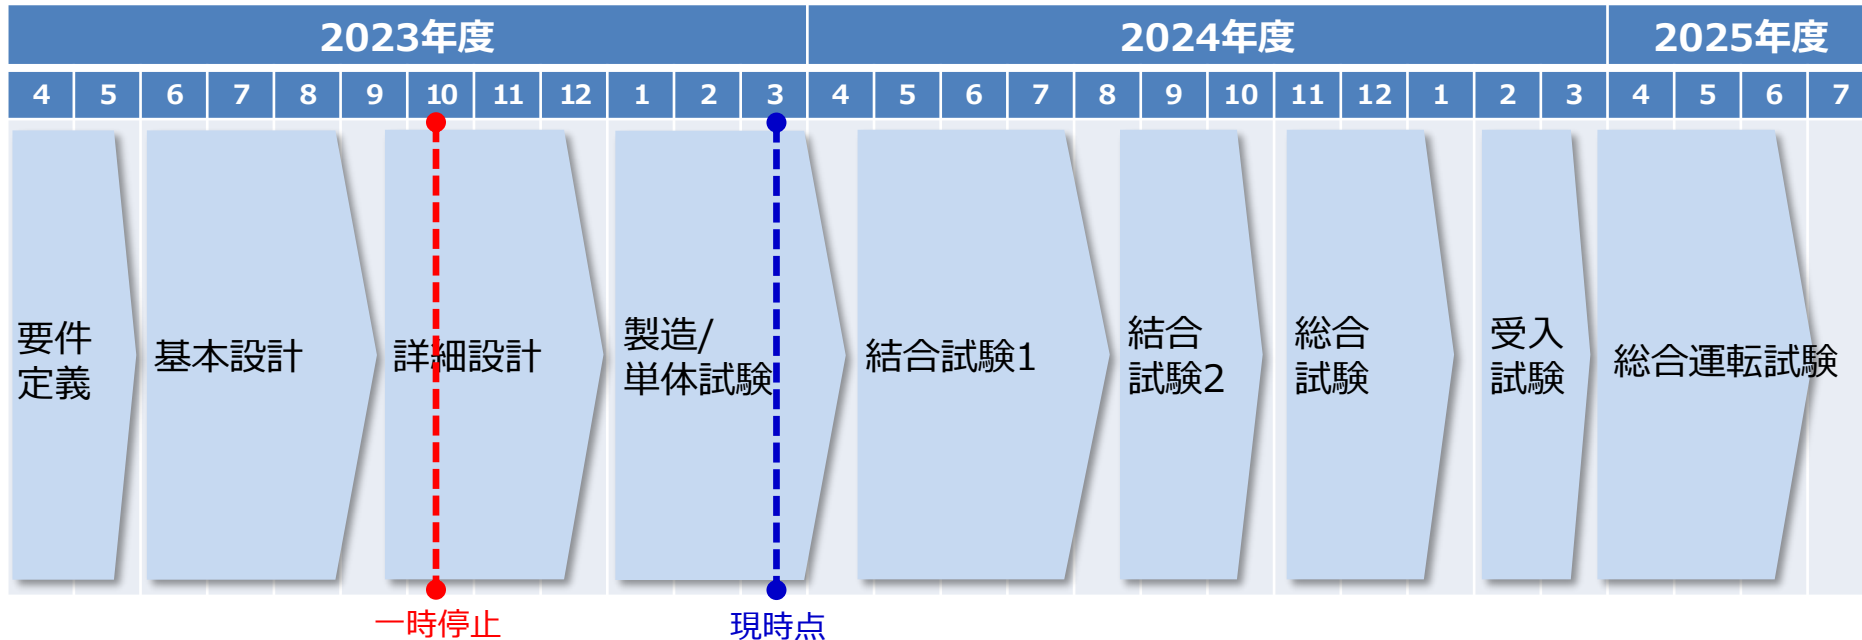 2023年度 2024年度 2025年度
4 5 6 7 8 9 10 11 12 1 2 3 4 5 6 7 8 9 10 11 12 1 2 3 4 5 6 7
要件
定義
基本設計
詳細設計
製造/
単体試験
結合試験1
結合
試験2
総合
試験
受入
試験
総合運転試験
一時停止
現時点